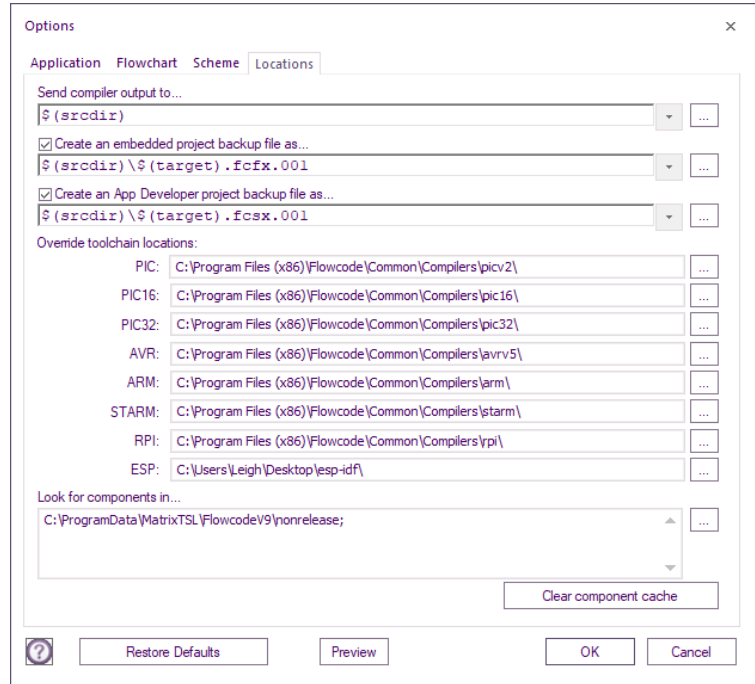 Options
Application Flowchart Scheme Locations
Send compiler output to...
$(srcdir)
...
Create an embedded project backup file as...
$(srcdir)\$(target).fcfx.001
...
Create an App Developer project backup file as...
$(srcdir)\$(target).fcsx.001
...
Override toolchain locations:
PIC: C:\Program Files (x86)\Flowcode\Common\Compilers\picv2\ ...
PIC16: C:\Program Files (x86)\Flowcode\Common\Compilers\pic16\ ...
PIC32: C:\Program Files (x86)\Flowcode\Common\Compilers\pic32\ ...
AVR: C:\Program Files (x86)\Flowcode\Common\Compilers\avrv5\ ...
ARM: C:\Program Files (x86)\Flowcode\Common\Compilers\arm\ ...
STARM: C:\Program Files (x86)\Flowcode\Common\Compilers\starm\ ...
RPI: C:\Program Files (x86)\Flowcode\Common\Compilers\rpi\ ...
ESP: C:\Users\Leigh\Desktop\esp-idf\ ...
Look for components in...
C:\ProgramData\MatrixTSL\FlowcodeV9\nonrelease; ...
Clear component cache
? Restore Defaults Preview OK Cancel